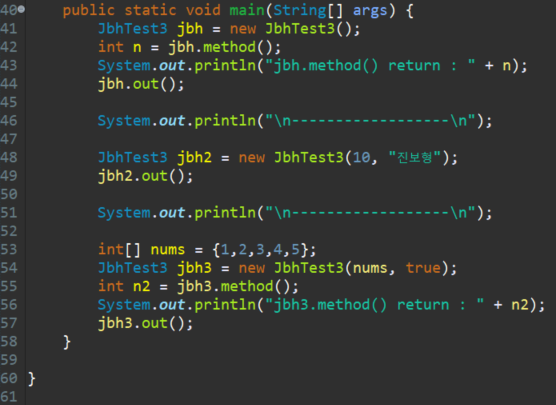 40 public static void main(String[] args) {
41 JbhTest3 jbh = new JbhTest3();
42 int n = jbh.method();
43 System.out.println("jbh.method() return : " + n);
44 jbh.out();
45
46 System.out.println("\n------------------\n");
47
48 JbhTest3 jbh2 = new JbhTest3(10, "진보형");
49 jbh2.out();
50
51 System.out.println("\n------------------\n");
52
53 int[] nums = {1,2,3,4,5};
54 JbhTest3 jbh3 = new JbhTest3(nums, true);
55 int n2 = jbh3.method();
56 System.out.println("jbh3.method() return : " + n2);
57 jbh3.out();
58 }
59
60 }
61